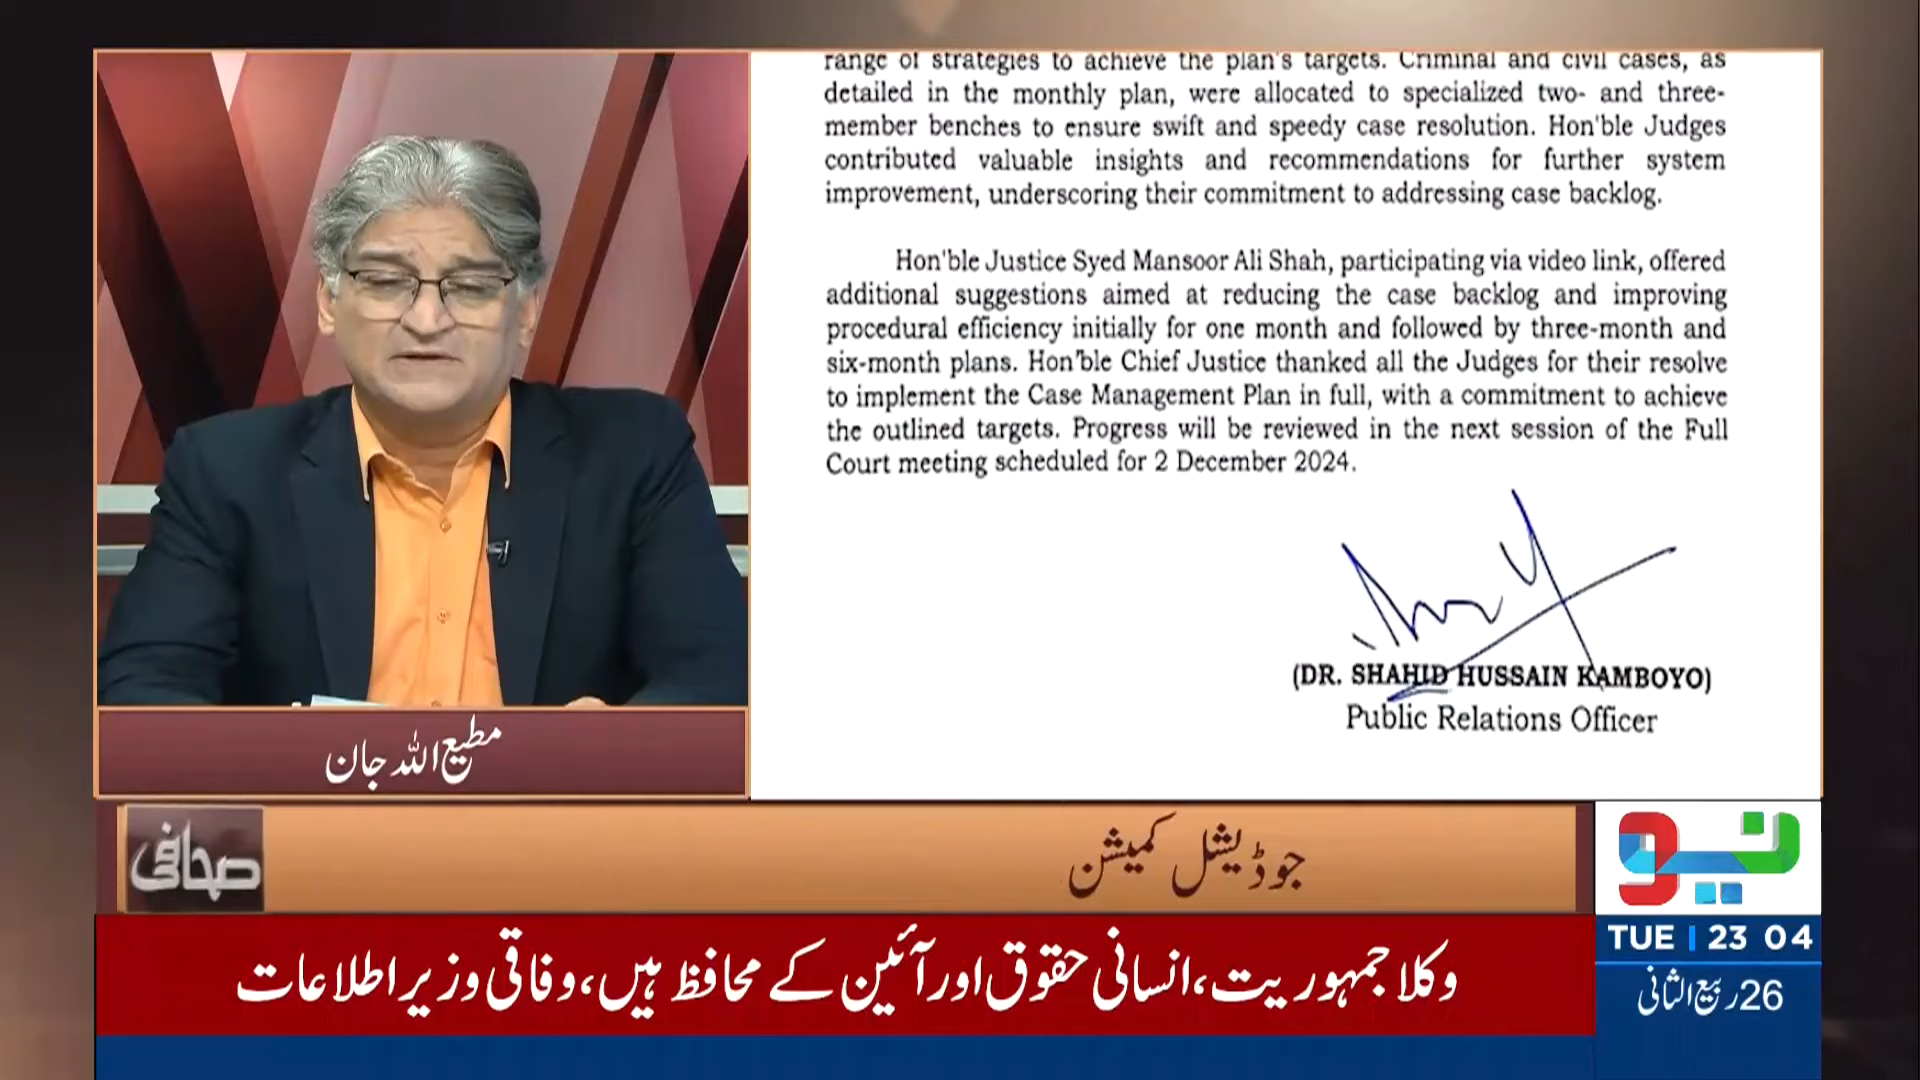 range of strategies to achieve the plan's targets. Criminal and civil cases, as
detailed in the monthly plan, were allocated to specialized two- and three-
member benches to ensure swift and speedy case resolution. Hon'ble Judges
contributed valuable insights and recommendations for further system
improvement, underscoring their commitment to addressing case backlog.
Hon'ble Justice Syed Mansoor Ali Shah, participating via video link, offered
additional suggestions aimed at reducing the case backlog and improving
procedural efficiency initially for one month and followed by three-month and
six-month plans. Hon'ble Chief Justice thanked all the Judges for their resolve
to implement the Case Management Plan in full, with a commitment to achieve
the outlined targets. Progress will be reviewed in the next session of the Full
Court meeting scheduled for 2 December 2024.
(DR. SHAHID HUSSAIN KAMBOYO)
Public Relations Officer
مطیع اللہ جان
صحافی
جوڈیشل کمیشن
نیو
وکلا جمہوریت، انسانی حقوق اور آئین کے محافظ ہیں، وفاقی وزیر اطلاعات
TUE | 23 04
26 ربیع الثانی